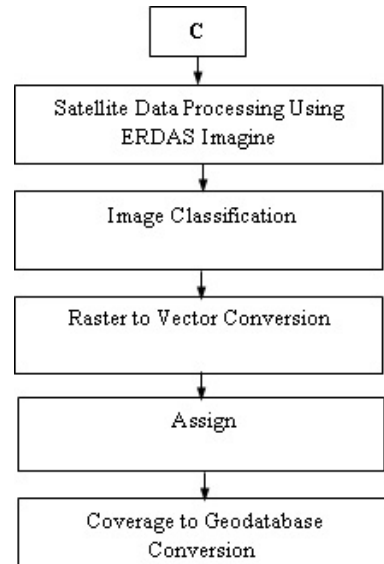 C
Satellite Data Processing Using
ERDAS Imagine
Image Classification
Raster to Vector Conversion
Assign
Coverage to Geodatabase
Conversion